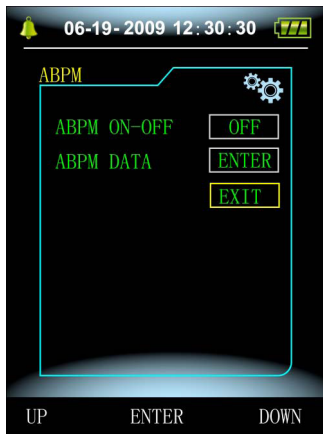 06-19-2009 12:30:30
ABPM
ABPM ON-OFF OFF
ABPM DATA ENTER
EXIT
UP ENTER DOWN